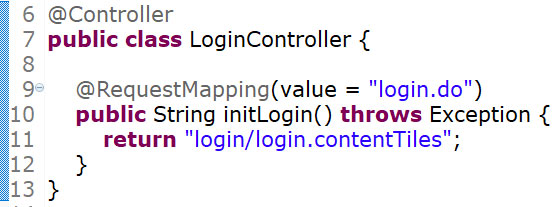 6 @Controller
7 public class LoginController {
8
9 @RequestMapping(value = "login.do")
10 public String initLogin() throws Exception {
11 return "login/login.contentTiles";
12 }
13 }